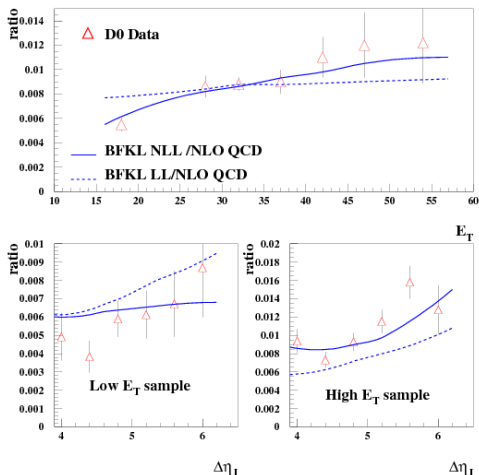 ratio
0.014
0.012
0.01
0.008
0.006
0.004
0.002
0
D0 Data
BFKL NLL /NLO QCD
BFKL LL/NLO QCD
10 15 20 25 30 35 40 45 50 55 60
E_T
ratio
0.01
0.009
0.008
0.007
0.006
0.005
0.004
0.003
0.002
0.001
0
Low E_T sample
4 5 6
Δη_J
ratio
0.02
0.018
0.016
0.014
0.012
0.01
0.008
0.006
0.004
0.002
0
High E_T sample
4 5 6
Δη_J